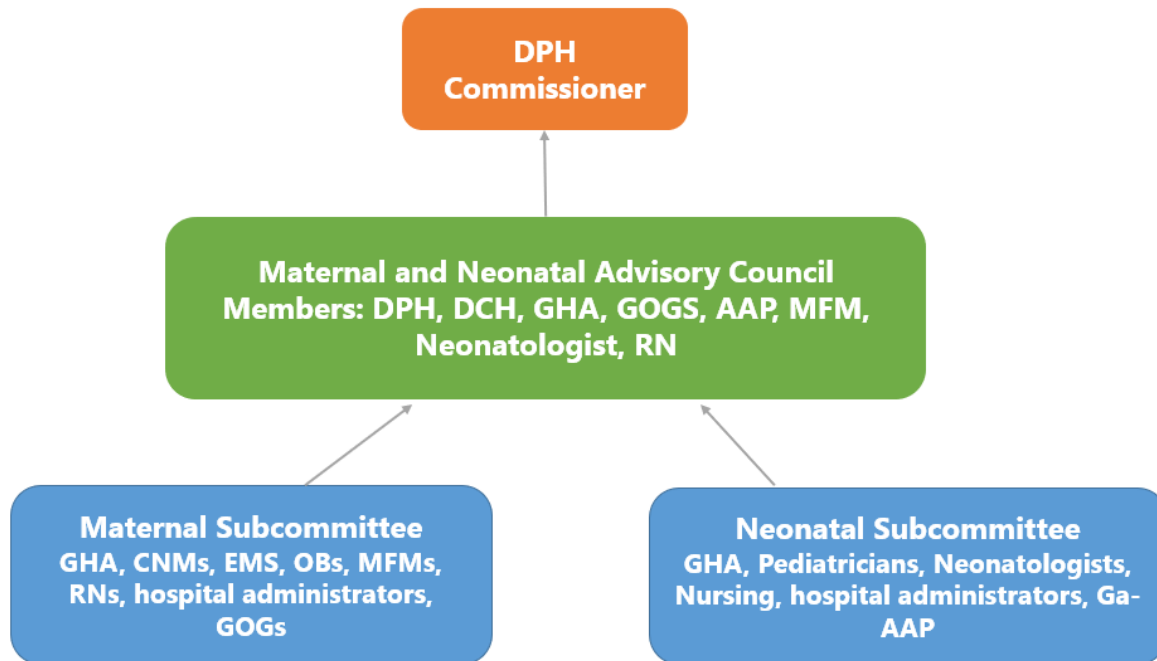 DPH
Commissioner
Maternal and Neonatal Advisory Council
Members: DPH, DCH, GHA, GOGS, AAP, MFM,
Neonatologist, RN
Maternal Subcommittee
GHA, CNMs, EMS, OBs, MFMs,
RNs, hospital administrators,
GOGs
Neonatal Subcommittee
GHA, Pediatricians, Neonatologists,
Nursing, hospital administrators, Ga-
AAP